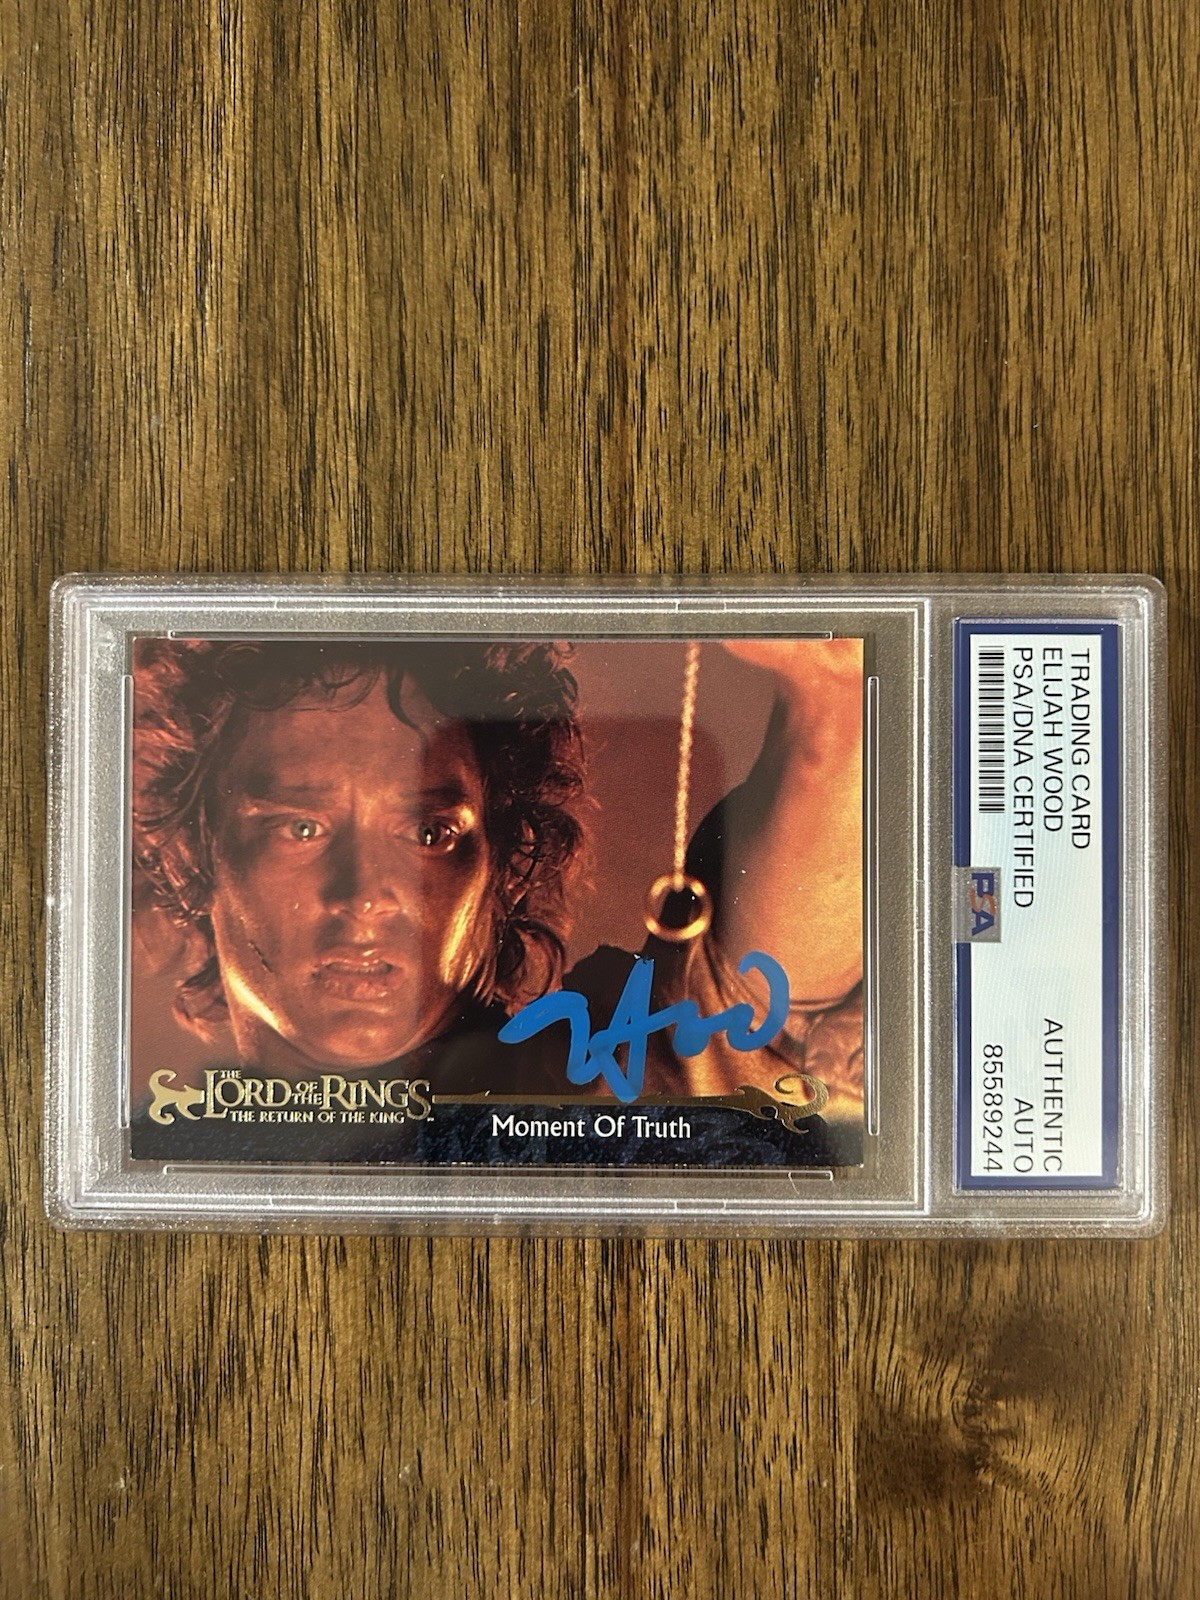 THE
LORD OF THE RINGS
THE RETURN OF THE KING
TM
Moment Of Truth
TRADING CARD
ELIJAH WOOD
PSA/DNA CERTIFIED
PSA
AUTHENTIC
AUTO
85589244